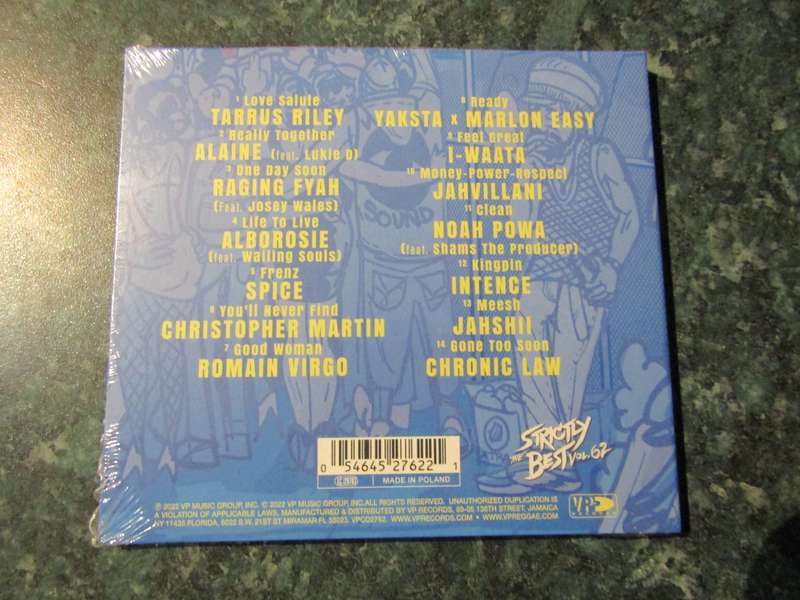 1 Love Salute
TARRUS RILEY
2 Really Together
ALAINE (feat. Lukie D)
3 One Day Soon
RAGING FYAH
(Feat. Josey Wales)
4 Life To Live
ALBOROSIE
(feat. Wailing Souls)
5 Frenz
SPICE
6 You'll Never Find
CHRISTOPHER MARTIN
7 Good Woman
ROMAIN VIRGO
8 Ready
YAKSTA x MARLON EASY
9 Feel Great
I-WAATA
10 Money-Power-Respect
JAHVILLANI
11 Clean
NOAH POWA
(feat. Shams The Producer)
12 Kingpin
INTENCE
13 Meesh
JAHSHII
14 Gone Too Soon
CHRONIC LAW
SOUND
STRICTLY
THE BEST VOL. 62
0 54645 27622 1
MADE IN POLAND
℗ 2022 VP MUSIC GROUP, INC. © 2022 VP MUSIC GROUP, INC. ALL RIGHTS RESERVED. UNAUTHORIZED DUPLICATION IS
A VIOLATION OF APPLICABLE LAWS, MANUFACTURED & DISTRIBUTED BY VP RECORDS, 89-05 138TH STREET, JAMAICA
NY 11435 FLORIDA, 6022 S.W. 21ST ST MIRAMAR FL 33023. VPCD2762. WWW.VPRECORDS.COM • WWW.VPREGGAE.COM
VP